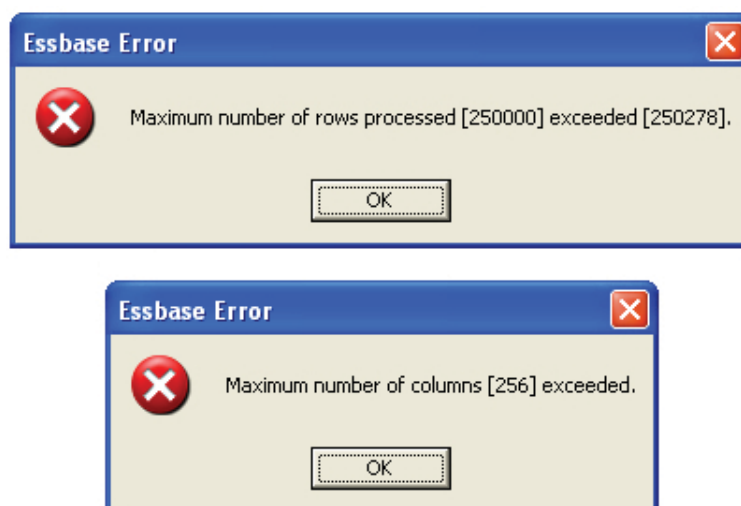 Essbase Error
Maximum number of rows processed [250000] exceeded [250278].
OK
Essbase Error
Maximum number of columns [256] exceeded.
OK